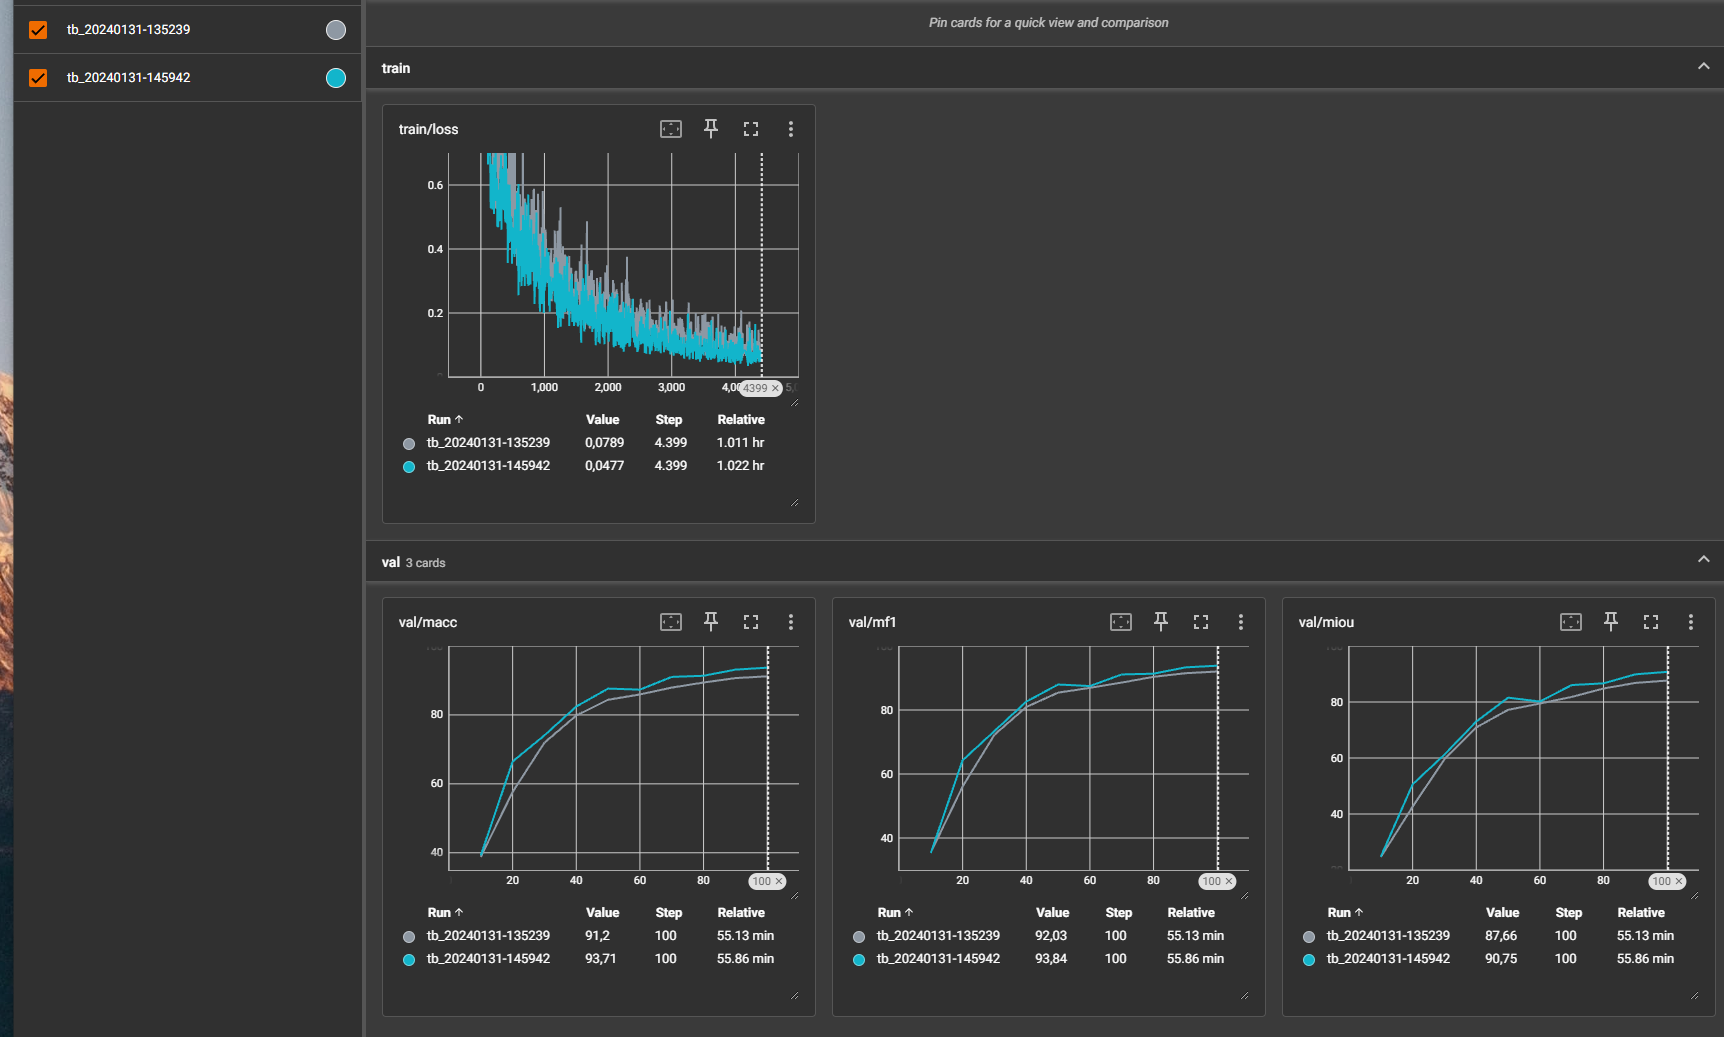 tb_20240131-135239
tb_20240131-145942
Pin cards for a quick view and comparison
train
train/loss
0.6
0.4
0.2
0 1,000 2,000 3,000 4,00 4399 × 5,
Run ↑ Value Step Relative
tb_20240131-135239 0,0789 4.399 1.011 hr
tb_20240131-145942 0,0477 4.399 1.022 hr
val 3 cards
val/macc
100
80
60
40
20 40 60 80 100 ×
Run ↑ Value Step Relative
tb_20240131-135239 91,2 100 55.13 min
tb_20240131-145942 93,71 100 55.86 min
val/mf1
100
80
60
40
20 40 60 80 100 ×
Run ↑ Value Step Relative
tb_20240131-135239 92,03 100 55.13 min
tb_20240131-145942 93,84 100 55.86 min
val/miou
100
80
60
40
20
20 40 60 80 100 ×
Run ↑ Value Step Relative
tb_20240131-135239 87,66 100 55.13 min
tb_20240131-145942 90,75 100 55.86 min